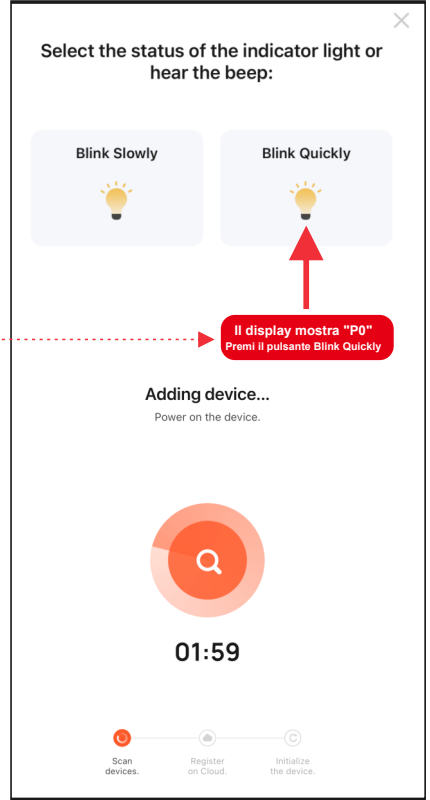 Select the status of the indicator light or
hear the beep:
Blink Slowly
Blink Quickly
Il display mostra "P0"
Premi il pulsante Blink Quickly
Adding device...
Power on the device.
01:59
Scan
devices.
Register
on Cloud.
Initialize
the device.